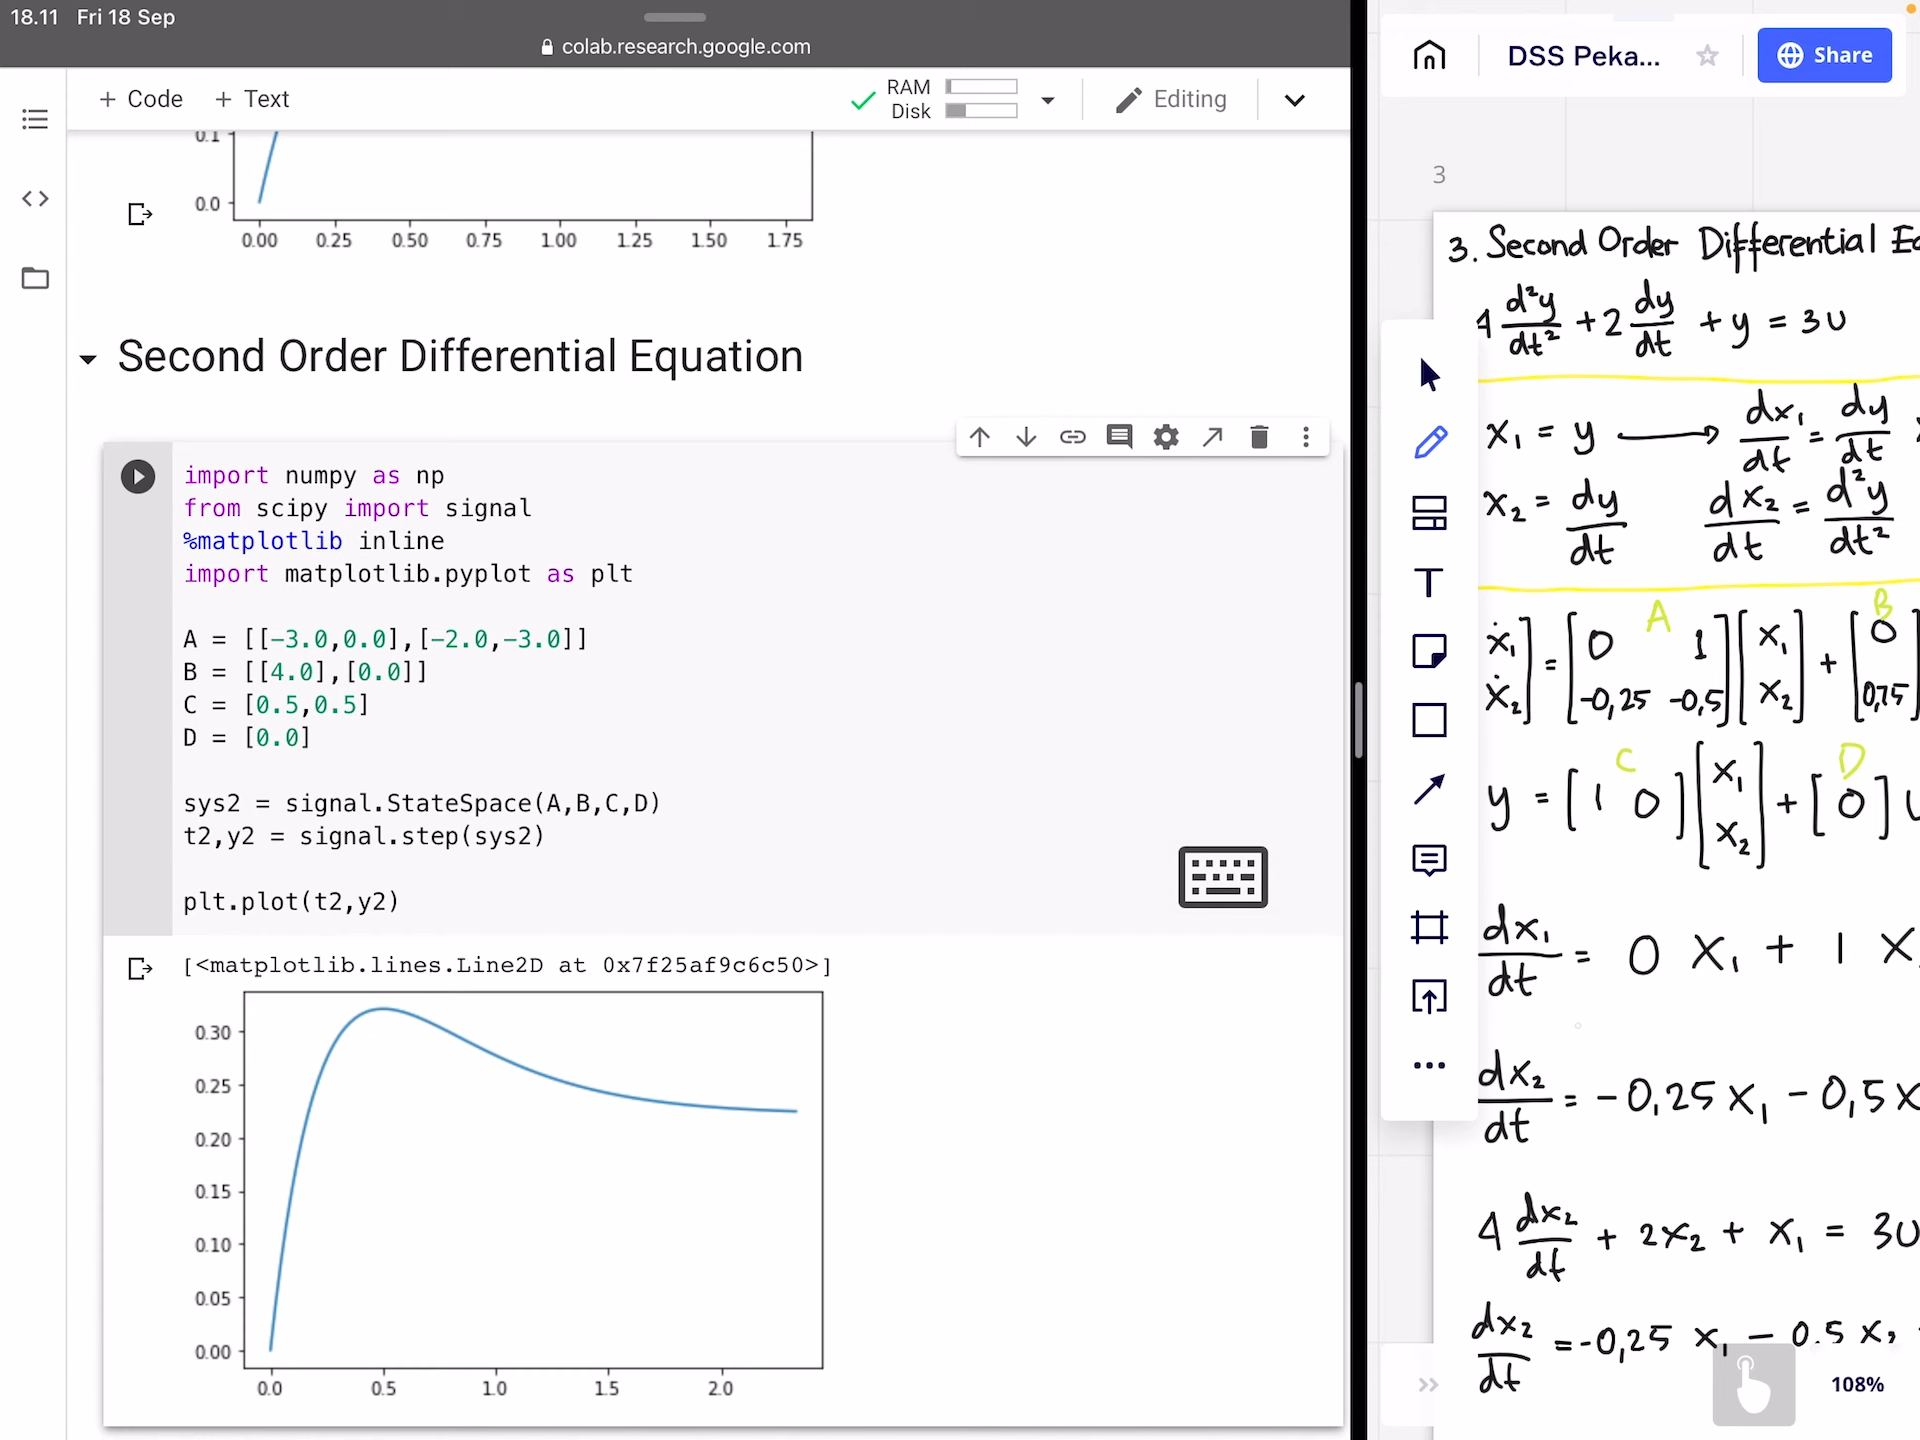 18.11 Fri 18 Sep
colab.research.google.com
+ Code + Text
RAM
Disk
Editing
0.1
0.0
0.00 0.25 0.50 0.75 1.00 1.25 1.50 1.75
Second Order Differential Equation
import numpy as np
from scipy import signal
%matplotlib inline
import matplotlib.pyplot as plt
A = [[-3.0,0.0],[-2.0,-3.0]]
B = [[4.0],[0.0]]
C = [0.5,0.5]
D = [0.0]
sys2 = signal.StateSpace(A,B,C,D)
t2,y2 = signal.step(sys2)
plt.plot(t2,y2)
[<matplotlib.lines.Line2D at 0x7f25af9c6c50>]
0.30
0.25
0.20
0.15
0.10
0.05
0.00
0.0 0.5 1.0 1.5 2.0
DSS Peka...
Share
3
3. Second Order Differential
4 d²y/dt² + 2 dy/dt + y = 3u
x₁ = y → dx₁/dt = dy/dt
x₂ = dy/dt dx₂/dt = d²y/dt²
A B
[ẋ₁ ẋ₂] = [0 1 -0,25 -0,5] [x₁ x₂] + [0 0,75]
C D
y = [1 0] [x₁ x₂] + [0] u
dx₁/dt = 0 x₁ + 1 x
dx₂/dt = -0,25 x₁ - 0,5 x
4 dx₂/dt + 2x₂ + x₁ = 3u
dx₂/dt = -0,25 x₁ - 0.5 x₂
108%